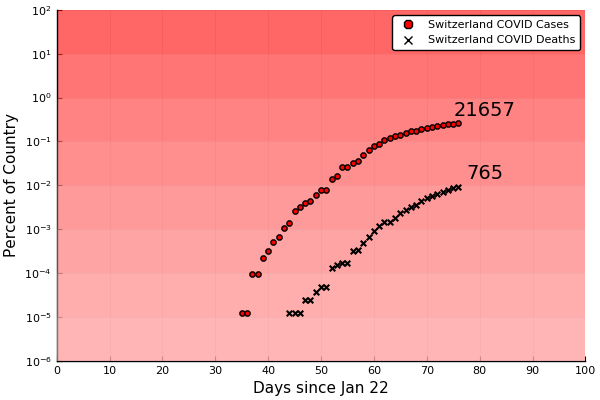 10²
10¹
10⁰
10⁻¹
10⁻²
10⁻³
10⁻⁴
10⁻⁵
10⁻⁶
Percent of Country
Switzerland COVID Cases
Switzerland COVID Deaths
21657
765
0 10 20 30 40 50 60 70 80 90 100
Days since Jan 22